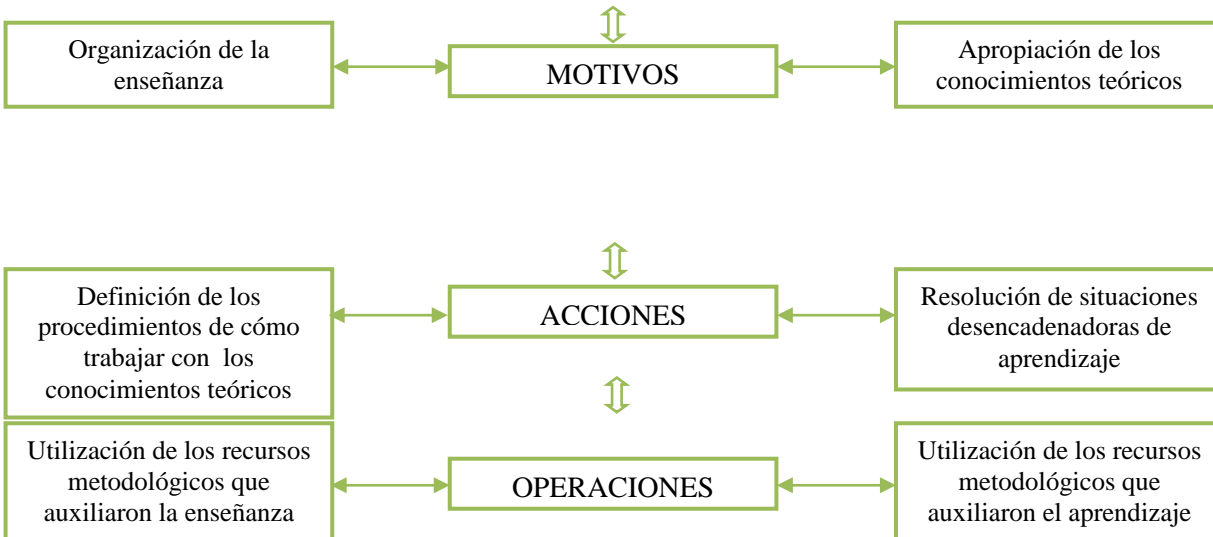 Organización de la
enseñanza
MOTIVOS
Apropiación de los
conocimientos teóricos
Definición de los
procedimientos de cómo
trabajar con los
conocimientos teóricos
ACCIONES
Resolución de situaciones
desencadenadoras de
aprendizaje
Utilización de los recursos
metodológicos que
auxiliaron la enseñanza
OPERACIONES
Utilización de los recursos
metodológicos que
auxiliaron el aprendizaje